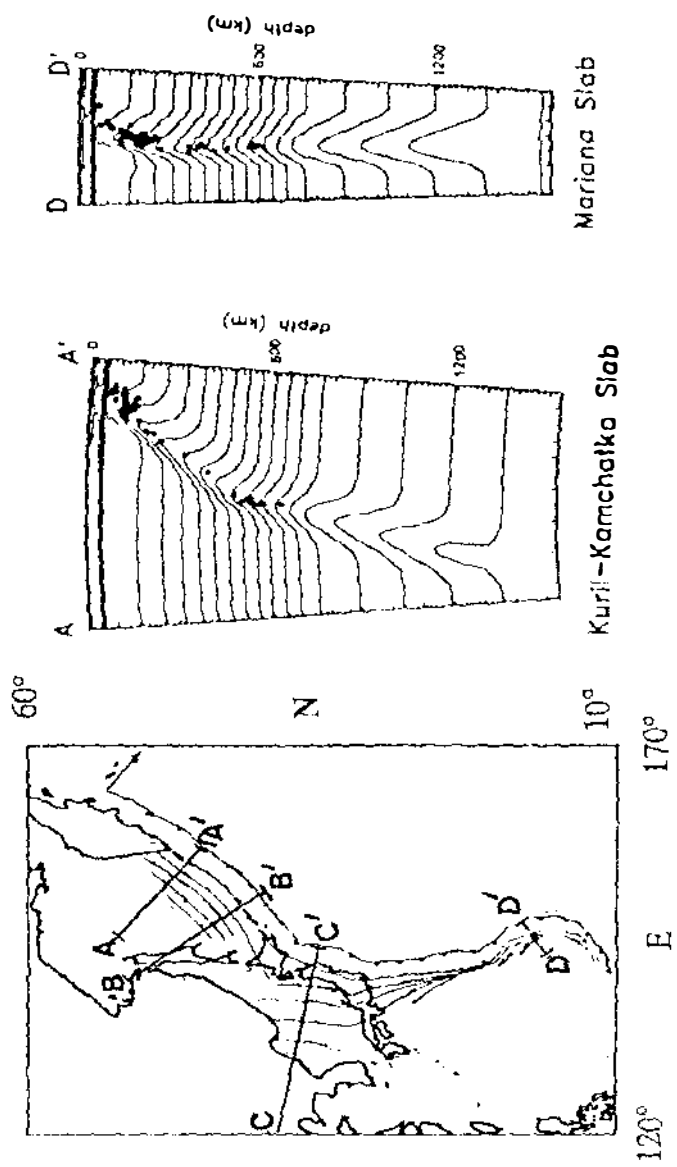 D
D'
0
600
1200
depth (km)
Mariana Slab
A
A'
0
600
1200
depth (km)
Kuril-Kamchatka Slab
60°
N
10°
120°
E
170°
A
A'
B
B'
C
C'
D
D'